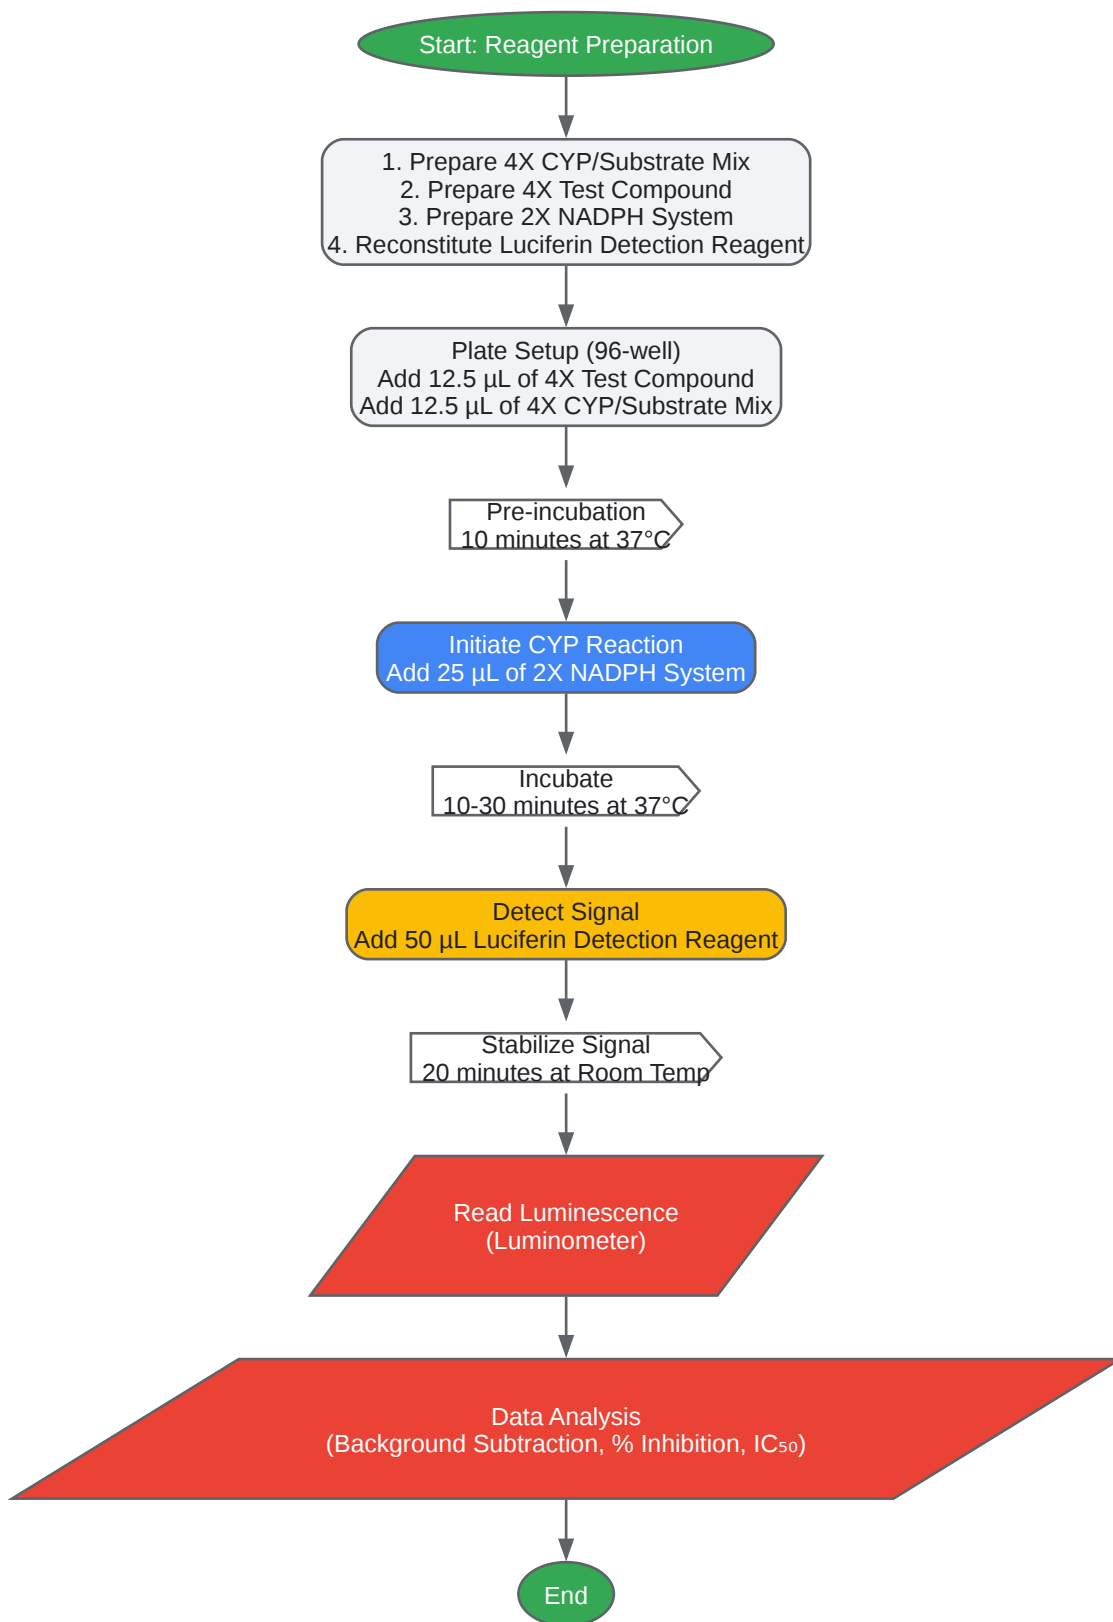 Start: Reagent Preparation
1. Prepare 4X CYP/Substrate Mix
2. Prepare 4X Test Compound
3. Prepare 2X NADPH System
4. Reconstitute Luciferin Detection Reagent
Plate Setup (96-well)
Add 12.5 µL of 4X Test Compound
Add 12.5 µL of 4X CYP/Substrate Mix
Pre-incubation
10 minutes at 37°C
Initiate CYP Reaction
Add 25 µL of 2X NADPH System
Incubate
10-30 minutes at 37°C
Detect Signal
Add 50 µL Luciferin Detection Reagent
Stabilize Signal
20 minutes at Room Temp
Read Luminescence
(Luminometer)
Data Analysis
(Background Subtraction, % Inhibition, IC₅₀)
End